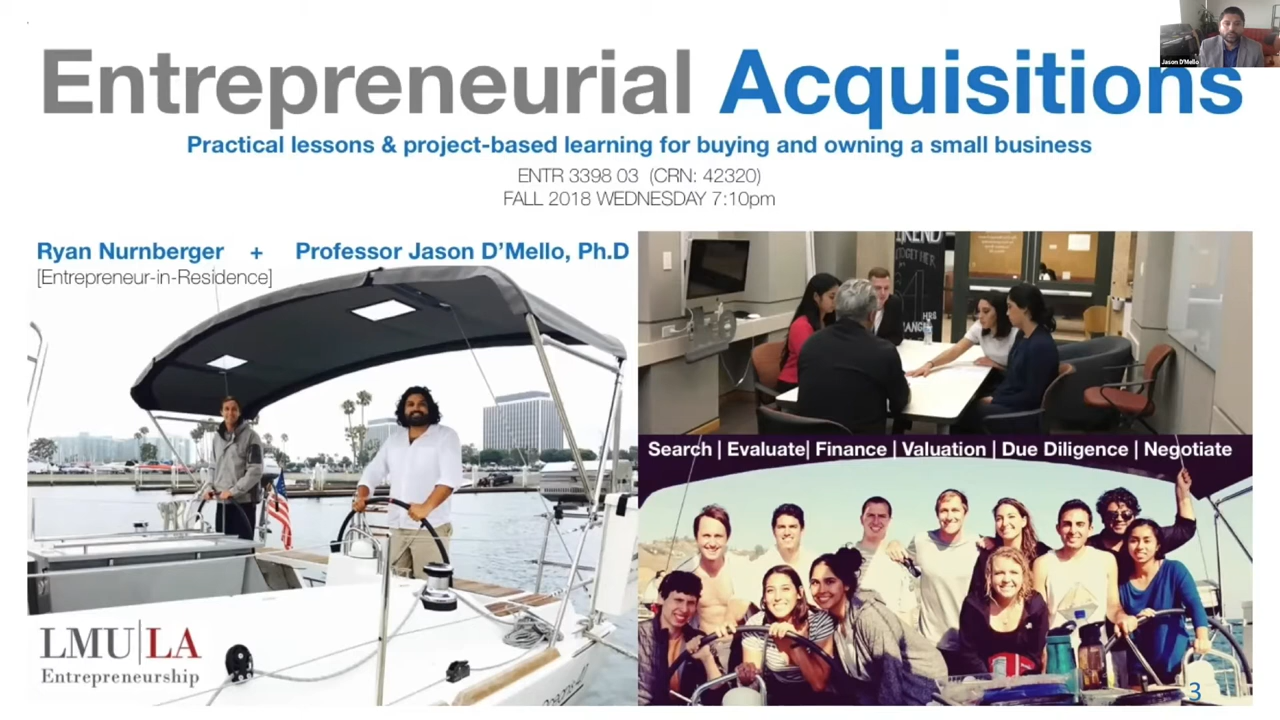 Entrepreneurial Acquisitions
Jason D'Mello
Practical lessons & project-based learning for buying and owning a small business
ENTR 3398 03 (CRN: 42320)
FALL 2018 WEDNESDAY 7:10pm
Ryan Nurnberger + Professor Jason D'Mello, Ph.D
[Entrepreneur-in-Residence]
HRS
Search | Evaluate| Finance | Valuation | Due Diligence | Negotiate
LMU|LA
Entrepreneurship
3